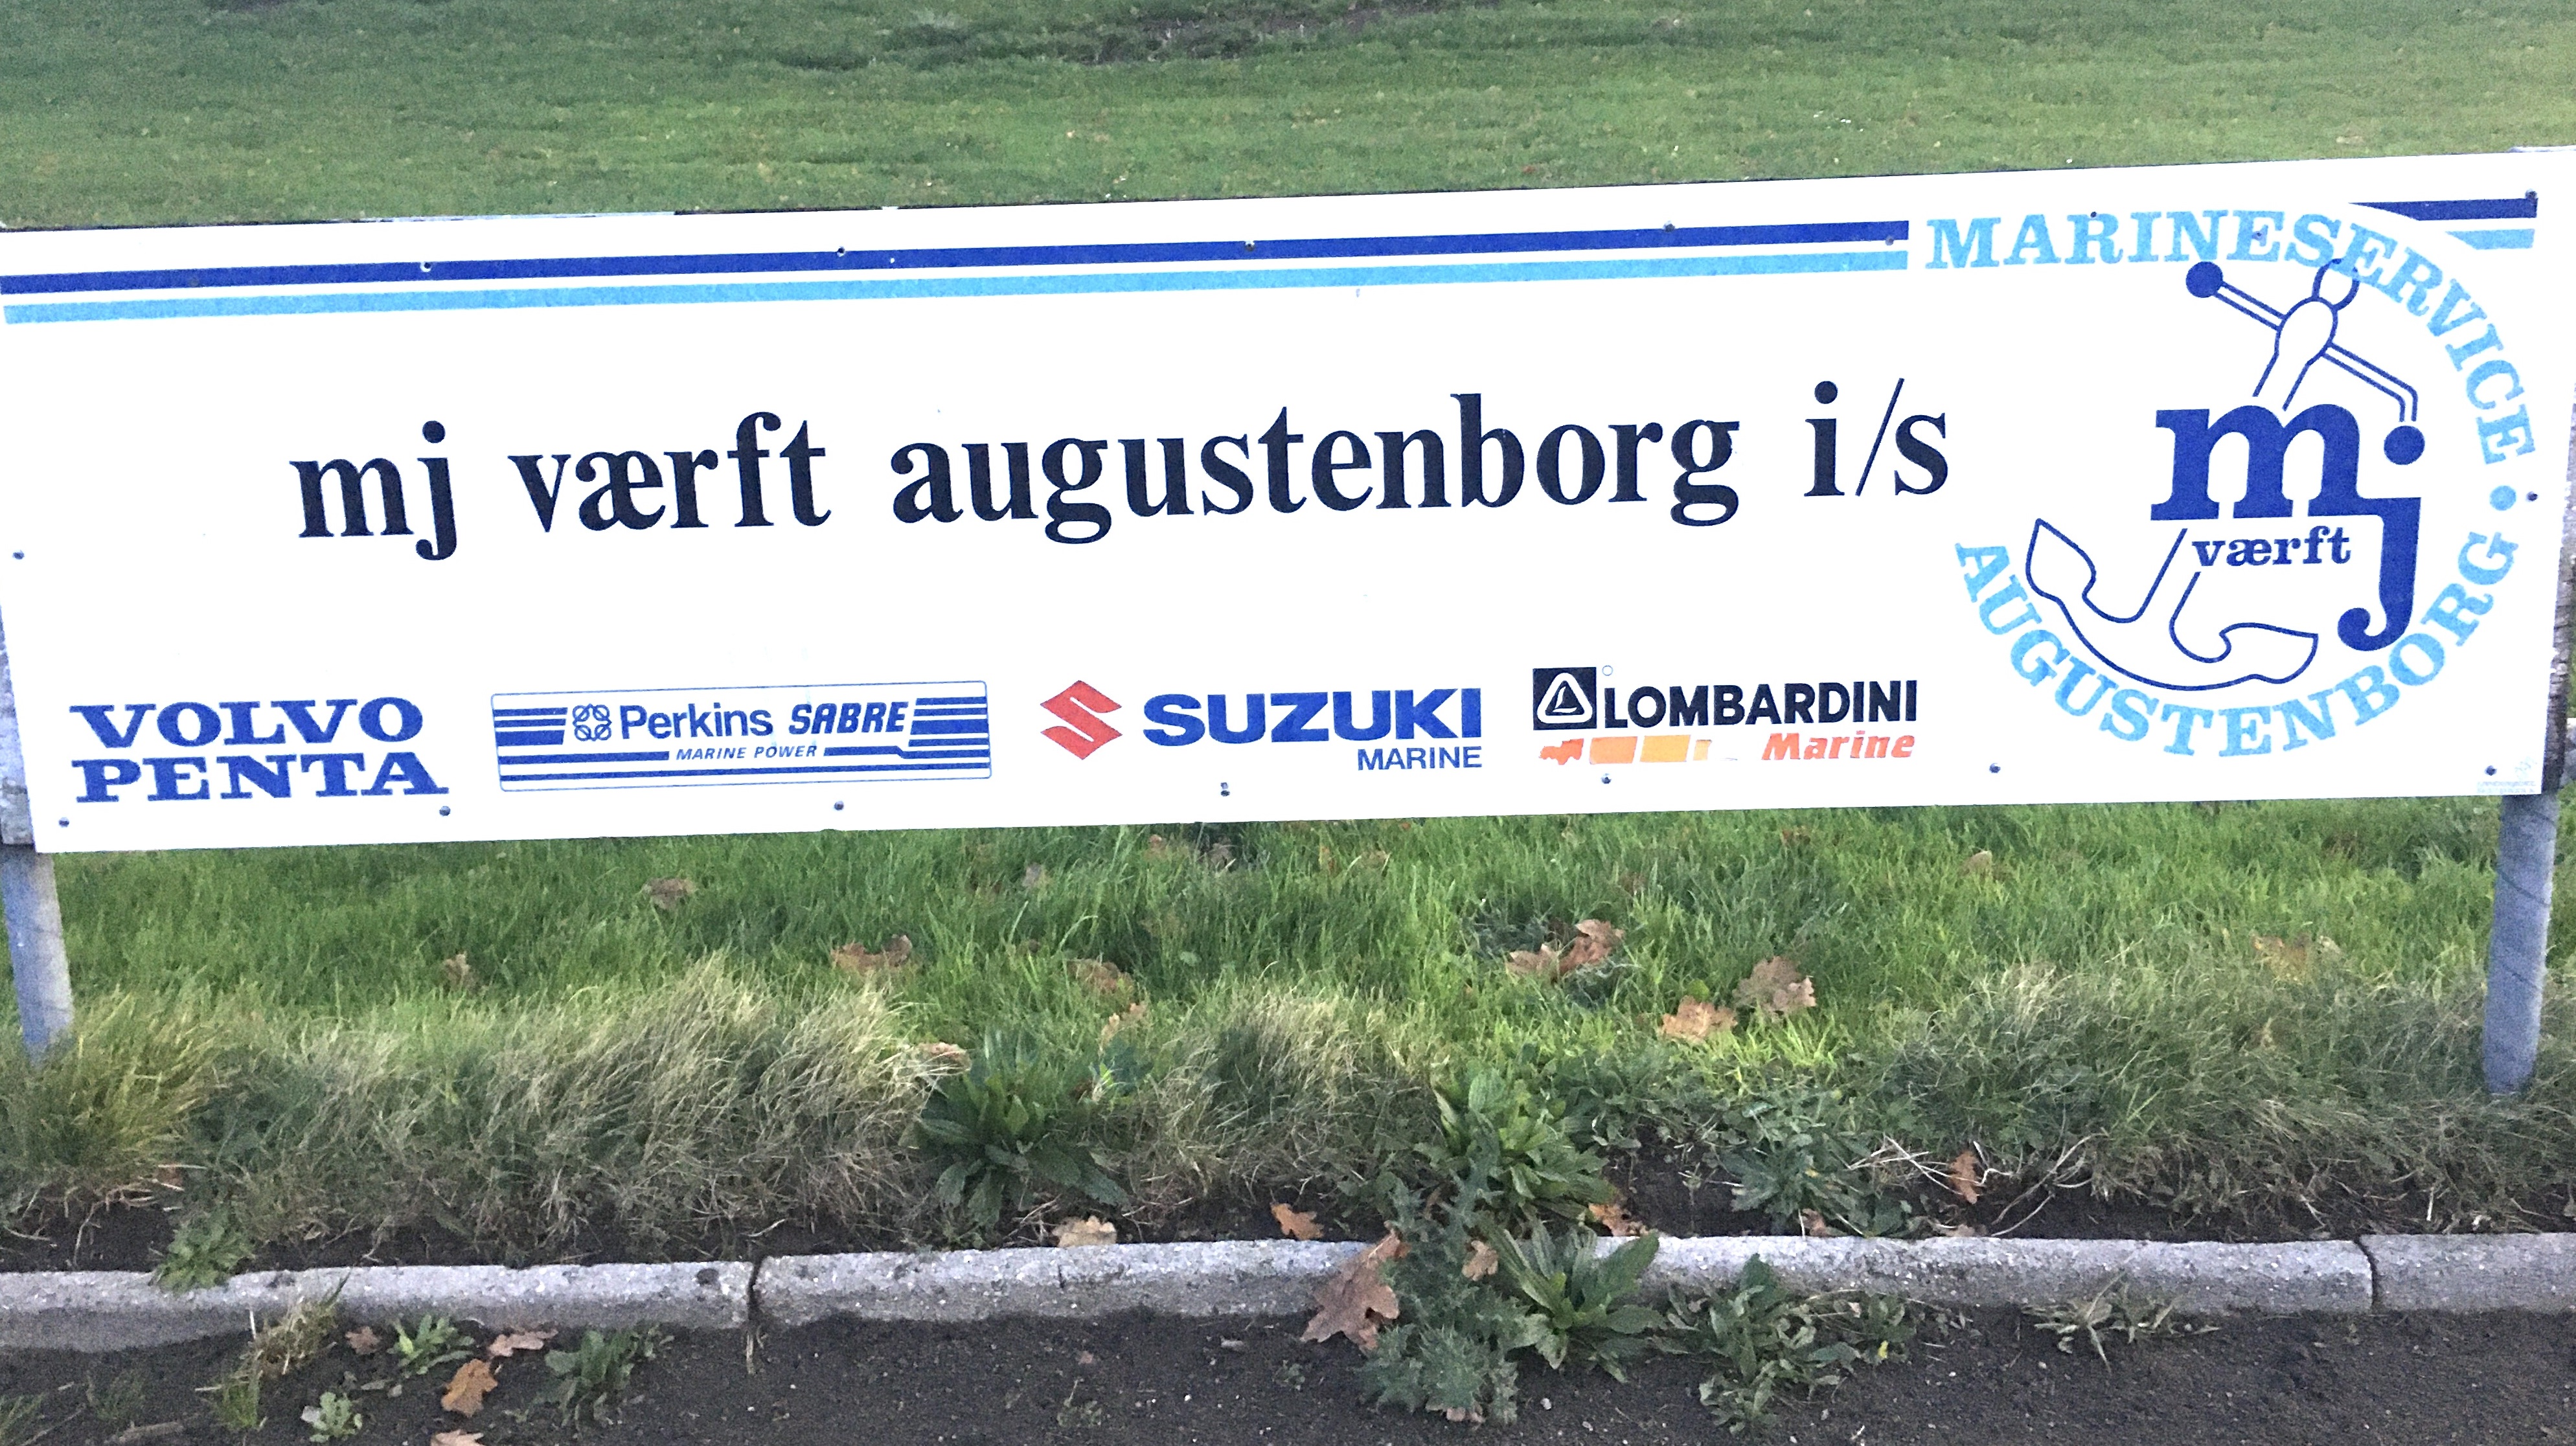 MARINESERVICE • AUGUSTENBORG
mj værft augustenborg i/s
mj
værft
VOLVO
PENTA
Perkins SABRE
MARINE POWER
SUZUKI
MARINE
LOMBARDINI
Marine